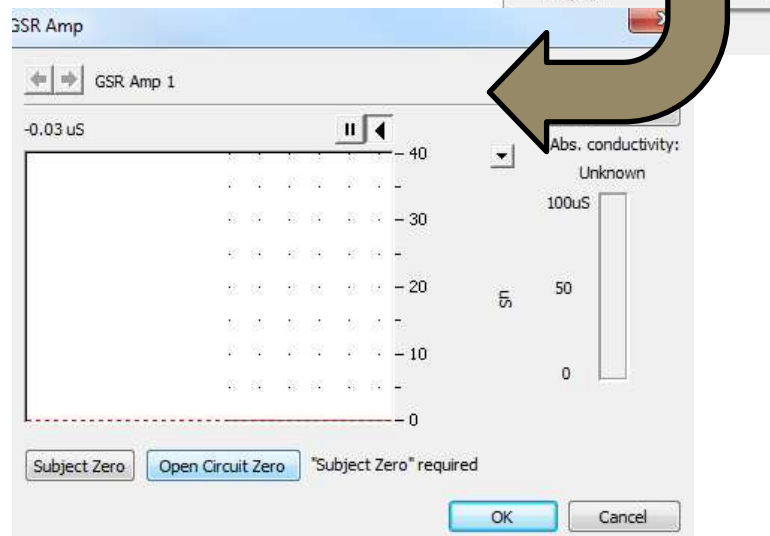 GSR Amp
GSR Amp 1
-0.03 uS
40
30
20
10
0
uS
Abs. conductivity:
Unknown
100uS
50
0
Subject Zero
Open Circuit Zero
"Subject Zero" required
OK
Cancel